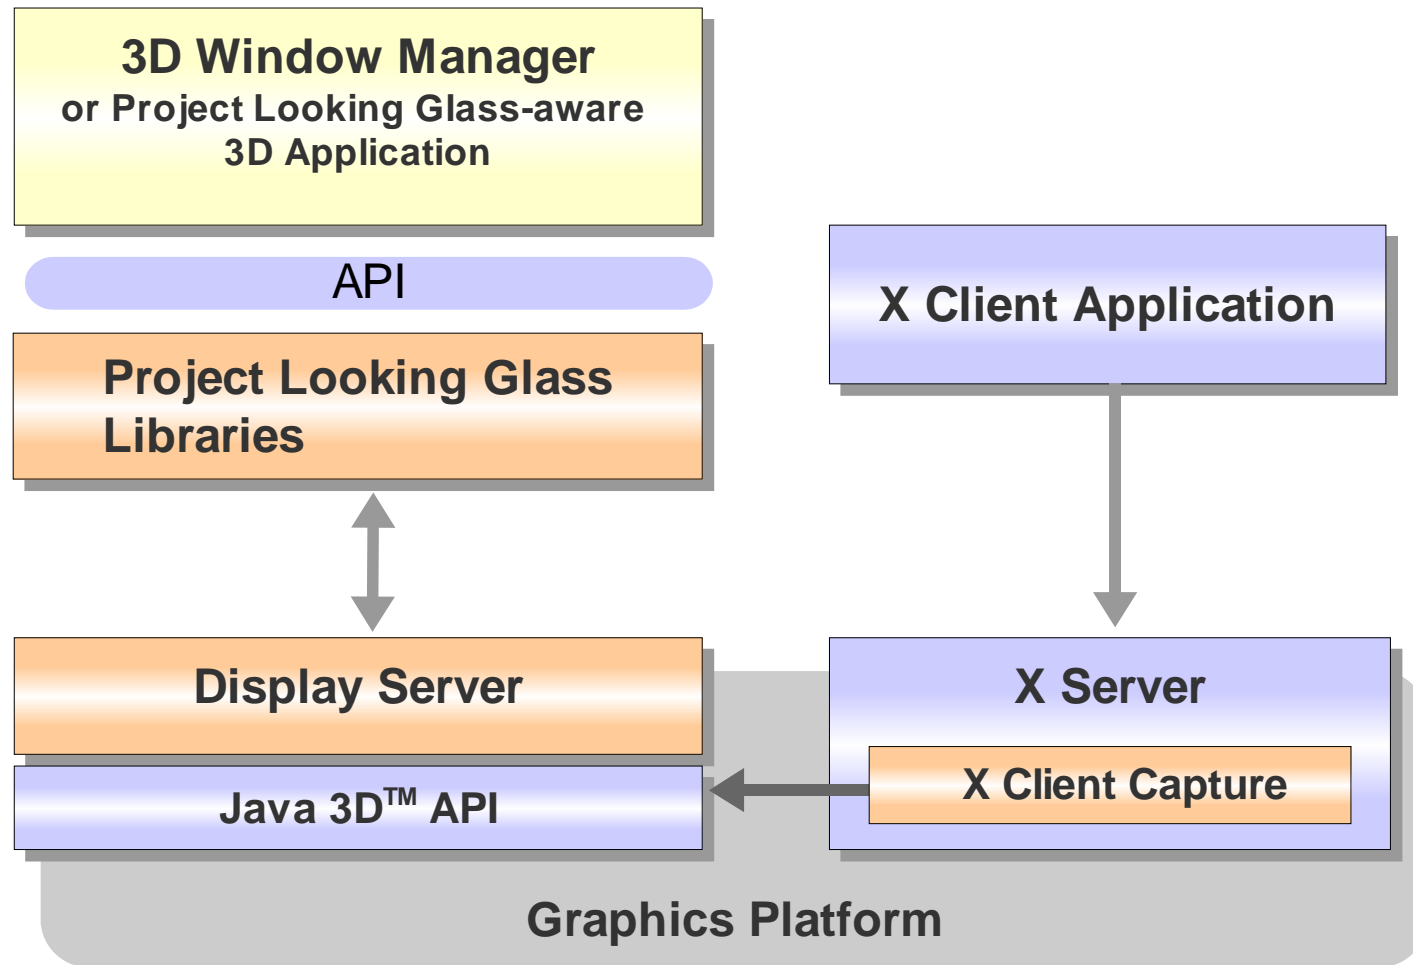 3D Window Manager
or Project Looking Glass-aware
3D Application
API
Project Looking Glass
Libraries
X Client Application
Display Server
Java 3D™ API
X Server
X Client Capture
Graphics Platform